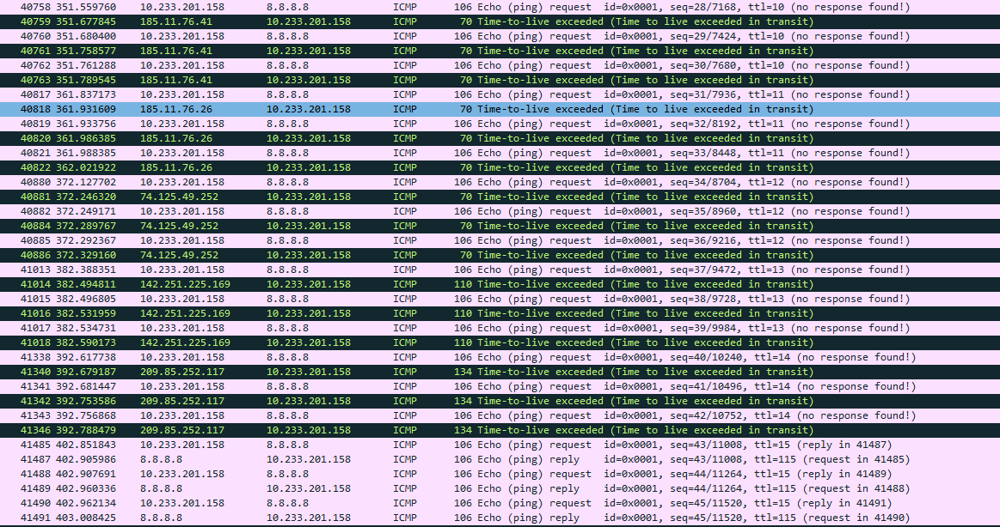 40758 351.559760 10.233.201.158 8.8.8.8 ICMP 106 Echo (ping) request id=0x0001, seq=28/7168, ttl=10 (no response found!)
40759 351.677845 185.11.76.41 10.233.201.158 ICMP 70 Time-to-live exceeded (Time to live exceeded in transit)
40760 351.680400 10.233.201.158 8.8.8.8 ICMP 106 Echo (ping) request id=0x0001, seq=29/7424, ttl=10 (no response found!)
40761 351.758577 185.11.76.41 10.233.201.158 ICMP 70 Time-to-live exceeded (Time to live exceeded in transit)
40762 351.761288 10.233.201.158 8.8.8.8 ICMP 106 Echo (ping) request id=0x0001, seq=30/7680, ttl=10 (no response found!)
40763 351.789545 185.11.76.41 10.233.201.158 ICMP 70 Time-to-live exceeded (Time to live exceeded in transit)
40817 361.837173 10.233.201.158 8.8.8.8 ICMP 106 Echo (ping) request id=0x0001, seq=31/7936, ttl=11 (no response found!)
40818 361.931609 185.11.76.26 10.233.201.158 ICMP 70 Time-to-live exceeded (Time to live exceeded in transit)
40819 361.933756 10.233.201.158 8.8.8.8 ICMP 106 Echo (ping) request id=0x0001, seq=32/8192, ttl=11 (no response found!)
40820 361.986385 185.11.76.26 10.233.201.158 ICMP 70 Time-to-live exceeded (Time to live exceeded in transit)
40821 361.988385 10.233.201.158 8.8.8.8 ICMP 106 Echo (ping) request id=0x0001, seq=33/8448, ttl=11 (no response found!)
40822 362.021922 185.11.76.26 10.233.201.158 ICMP 70 Time-to-live exceeded (Time to live exceeded in transit)
40880 372.127702 10.233.201.158 8.8.8.8 ICMP 106 Echo (ping) request id=0x0001, seq=34/8704, ttl=12 (no response found!)
40881 372.246320 74.125.49.252 10.233.201.158 ICMP 70 Time-to-live exceeded (Time to live exceeded in transit)
40882 372.249171 10.233.201.158 8.8.8.8 ICMP 106 Echo (ping) request id=0x0001, seq=35/8960, ttl=12 (no response found!)
40884 372.289767 74.125.49.252 10.233.201.158 ICMP 70 Time-to-live exceeded (Time to live exceeded in transit)
40885 372.292367 10.233.201.158 8.8.8.8 ICMP 106 Echo (ping) request id=0x0001, seq=36/9216, ttl=12 (no response found!)
40886 372.329160 74.125.49.252 10.233.201.158 ICMP 70 Time-to-live exceeded (Time to live exceeded in transit)
41013 382.388351 10.233.201.158 8.8.8.8 ICMP 106 Echo (ping) request id=0x0001, seq=37/9472, ttl=13 (no response found!)
41014 382.494811 142.251.225.169 10.233.201.158 ICMP 110 Time-to-live exceeded (Time to live exceeded in transit)
41015 382.496805 10.233.201.158 8.8.8.8 ICMP 106 Echo (ping) request id=0x0001, seq=38/9728, ttl=13 (no response found!)
41016 382.531959 142.251.225.169 10.233.201.158 ICMP 110 Time-to-live exceeded (Time to live exceeded in transit)
41017 382.534731 10.233.201.158 8.8.8.8 ICMP 106 Echo (ping) request id=0x0001, seq=39/9984, ttl=13 (no response found!)
41018 382.590173 142.251.225.169 10.233.201.158 ICMP 110 Time-to-live exceeded (Time to live exceeded in transit)
41338 392.617738 10.233.201.158 8.8.8.8 ICMP 106 Echo (ping) request id=0x0001, seq=40/10240, ttl=14 (no response found!)
41340 392.679187 209.85.252.117 10.233.201.158 ICMP 134 Time-to-live exceeded (Time to live exceeded in transit)
41341 392.681447 10.233.201.158 8.8.8.8 ICMP 106 Echo (ping) request id=0x0001, seq=41/10496, ttl=14 (no response found!)
41342 392.753586 209.85.252.117 10.233.201.158 ICMP 134 Time-to-live exceeded (Time to live exceeded in transit)
41343 392.756868 10.233.201.158 8.8.8.8 ICMP 106 Echo (ping) request id=0x0001, seq=42/10752, ttl=14 (no response found!)
41346 392.788479 209.85.252.117 10.233.201.158 ICMP 134 Time-to-live exceeded (Time to live exceeded in transit)
41485 402.851843 10.233.201.158 8.8.8.8 ICMP 106 Echo (ping) request id=0x0001, seq=43/11008, ttl=15 (reply in 41487)
41487 402.905986 8.8.8.8 10.233.201.158 ICMP 106 Echo (ping) reply id=0x0001, seq=43/11008, ttl=115 (request in 41485)
41488 402.907691 10.233.201.158 8.8.8.8 ICMP 106 Echo (ping) request id=0x0001, seq=44/11264, ttl=15 (reply in 41489)
41489 402.960336 8.8.8.8 10.233.201.158 ICMP 106 Echo (ping) reply id=0x0001, seq=44/11264, ttl=115 (request in 41488)
41490 402.962134 10.233.201.158 8.8.8.8 ICMP 106 Echo (ping) request id=0x0001, seq=45/11520, ttl=15 (reply in 41491)
41491 403.008425 8.8.8.8 10.233.201.158 ICMP 106 Echo (ping) reply id=0x0001, seq=45/11520, ttl=115 (request in 41490)